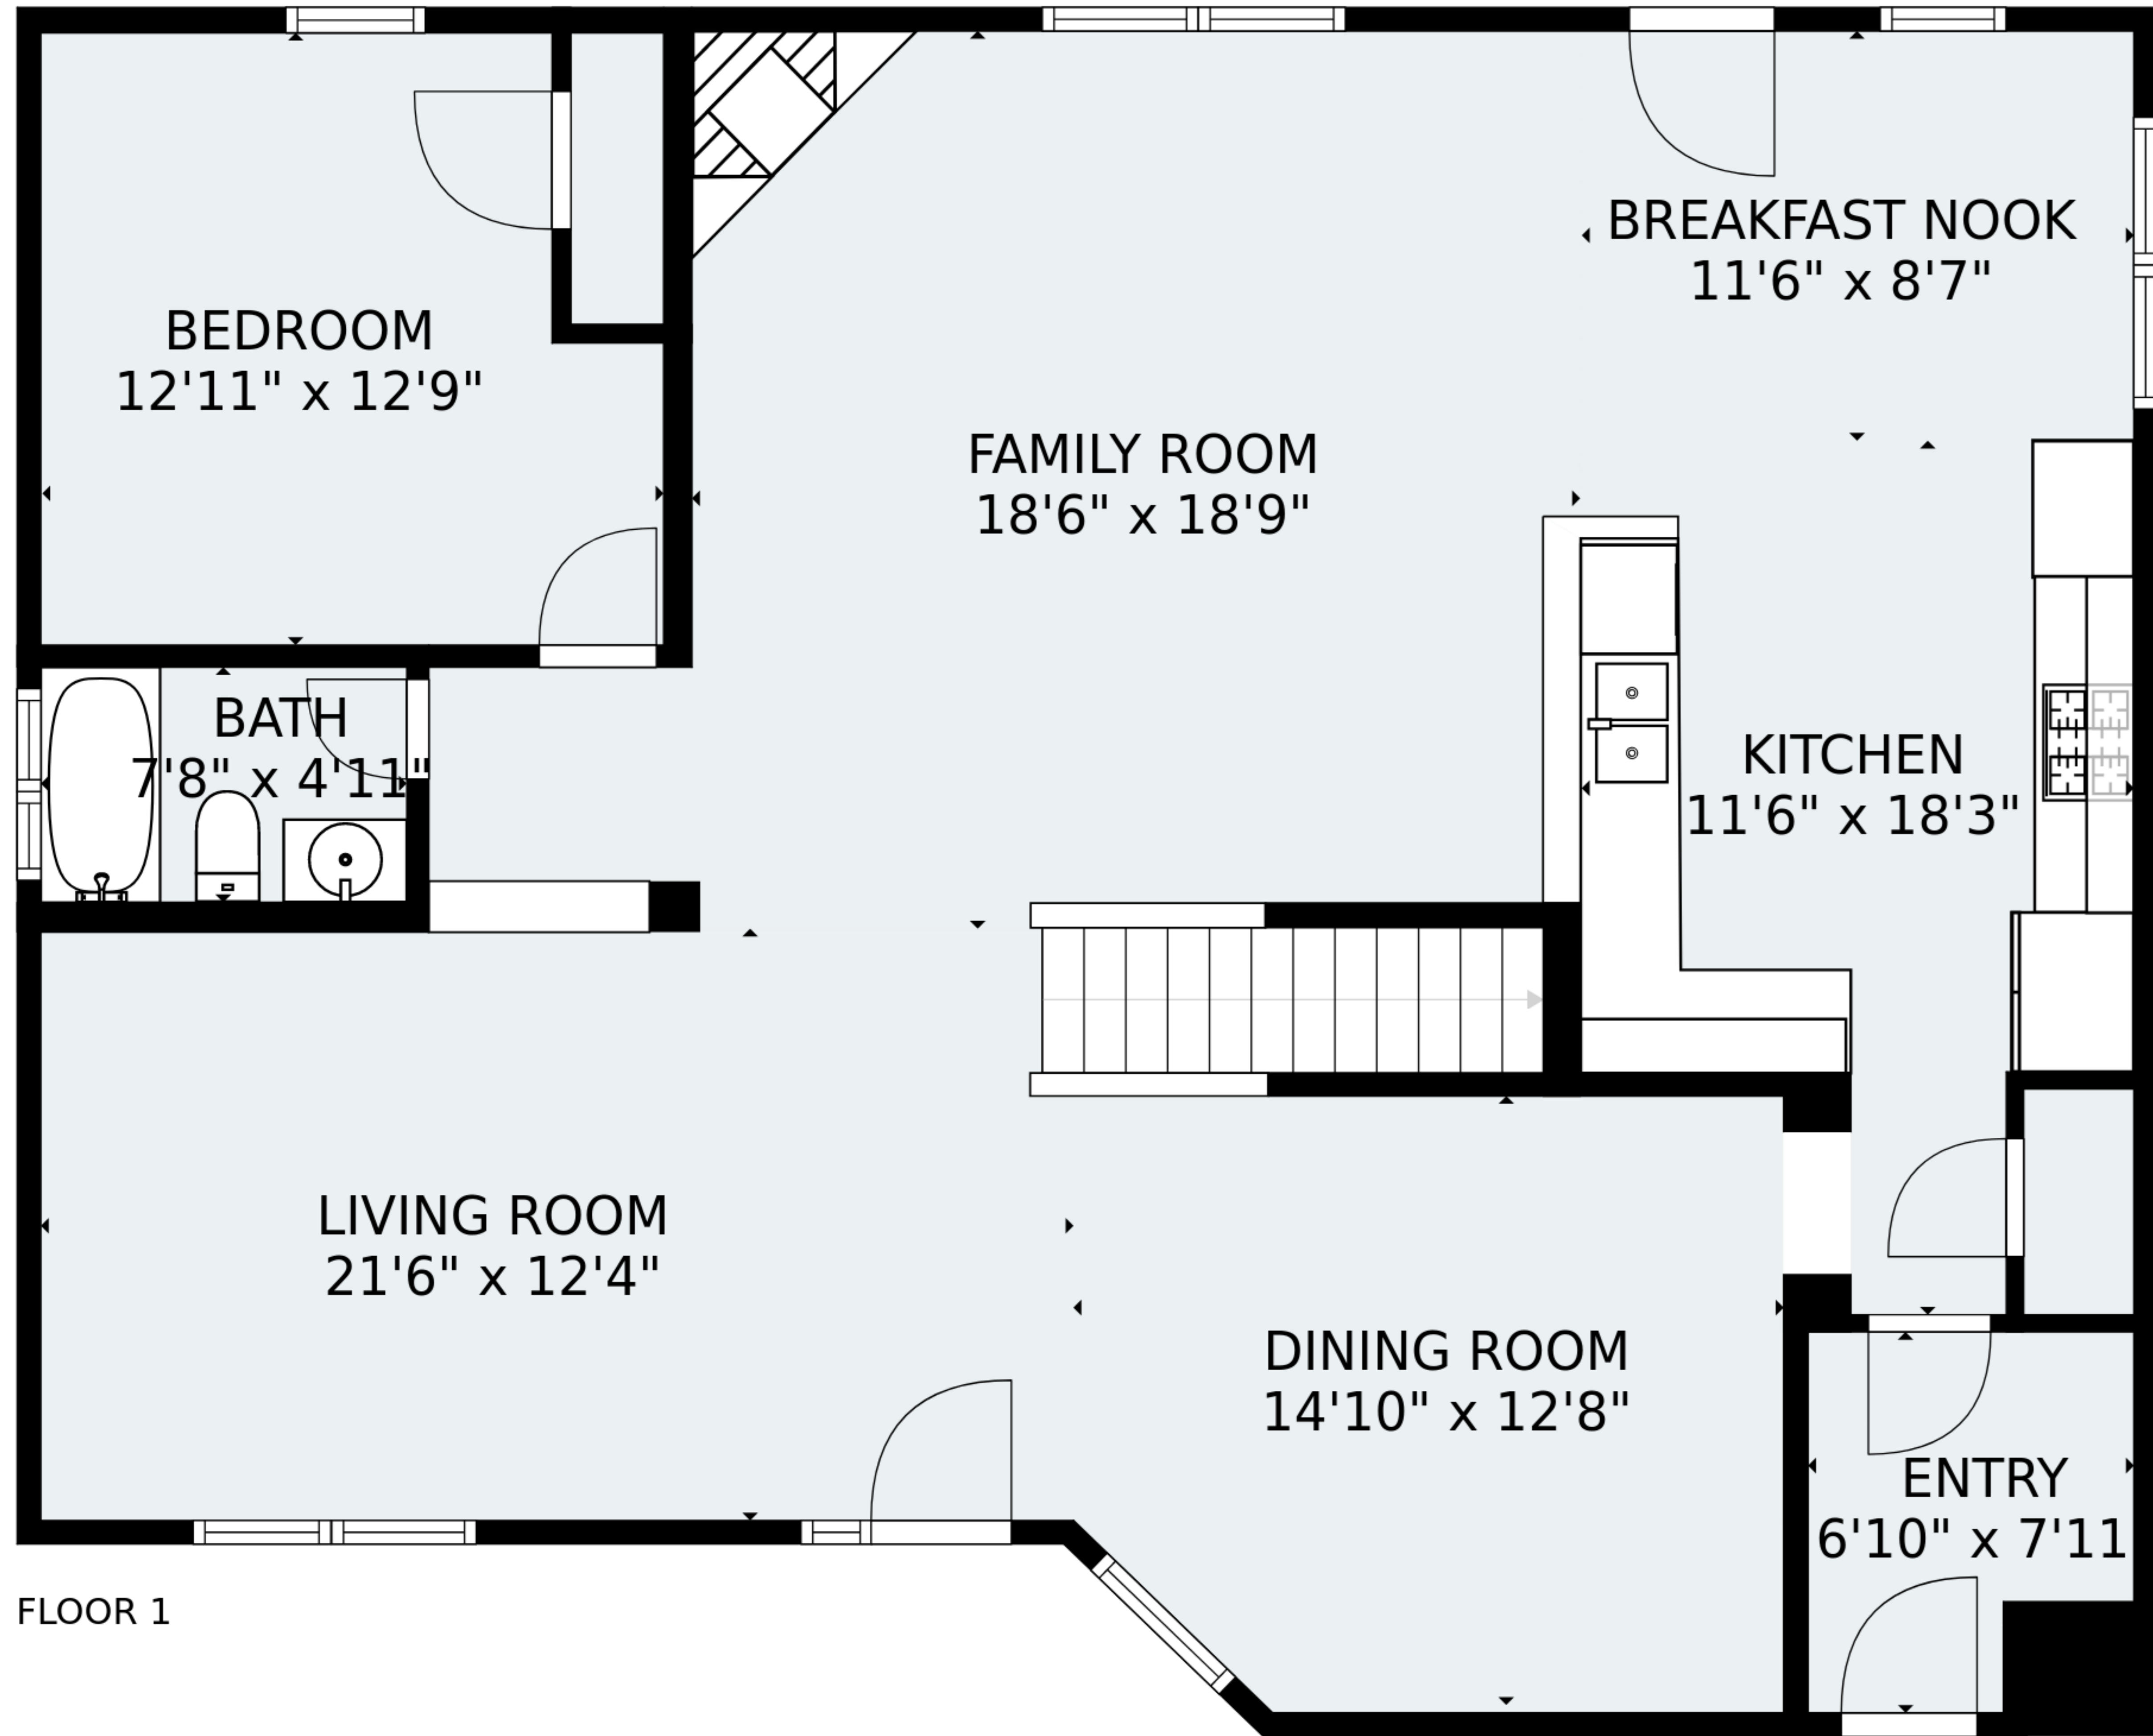 BREAKFAST NOOK
11'6" x 8'7"
BEDROOM
12'11" x 12'9"
FAMILY ROOM
18'6" x 18'9"
BATH
7'8" x 4'11"
KITCHEN
11'6" x 18'3"
LIVING ROOM
21'6" x 12'4"
DINING ROOM
14'10" x 12'8"
ENTRY
6'10" x 7'11
FLOOR 1